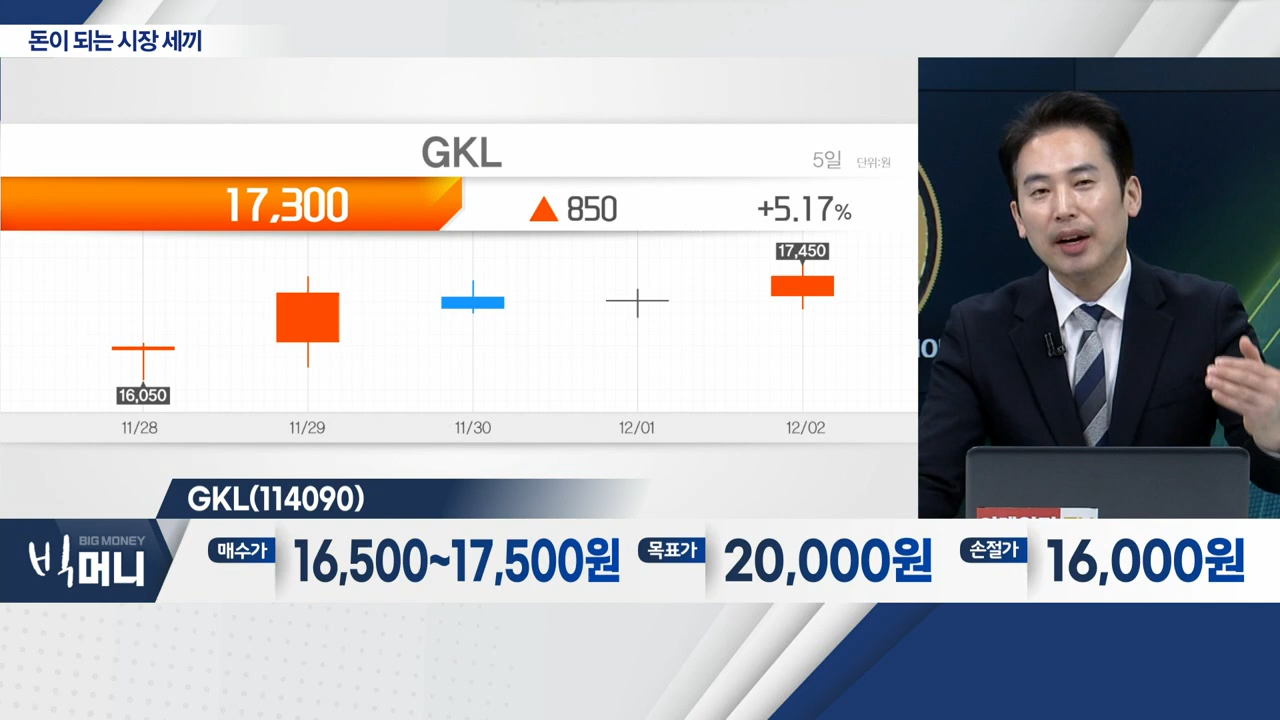 돈이 되는 시장 세끼
GKL
5일 단위:원
17,300 ▲ 850 +5.17%
17,450
16,050
11/28 11/29 11/30 12/01 12/02
GKL(114090)
BIG MONEY
빅머니
매수가 16,500~17,500원 목표가 20,000원 손절가 16,000원